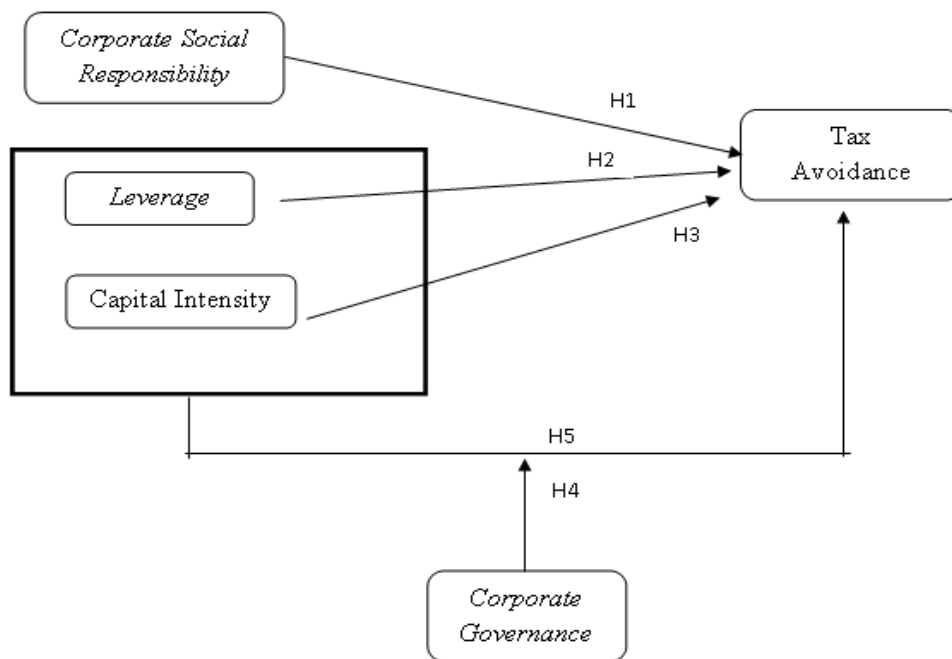 Corporate Social
Responsibility
H1
Tax
Avoidance
H2
Leverage
H3
Capital Intensity
H5
H4
Corporate
Governance